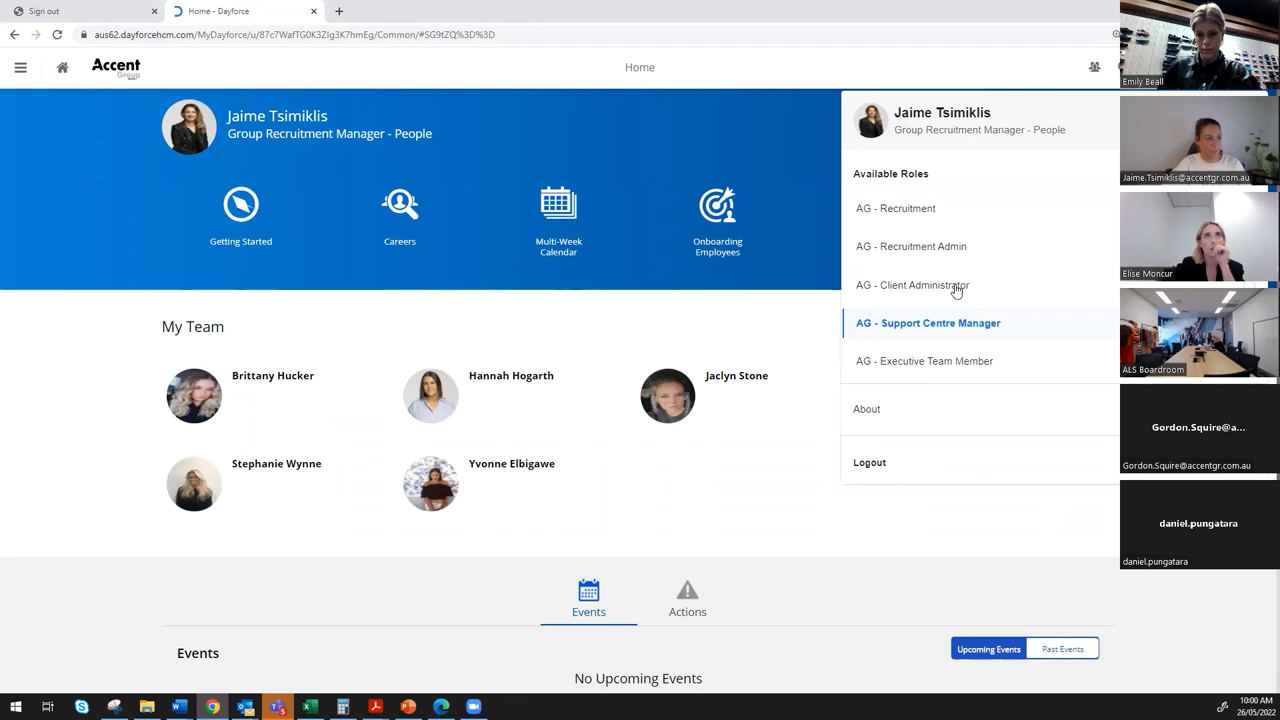 Sign out
Home - Dayforce
aus62.dayforcehcm.com/MyDayforce/u/87c7WafTG0K3ZIg3K7hmEg/Common/#SG9tZQ%3D%3D
Accent
Group
Home
Jaime Tsimiklis
Group Recruitment Manager - People
Getting Started
Careers
Multi-Week
Calendar
Onboarding
Employees
Jaime Tsimiklis
Group Recruitment Manager - People
Available Roles
AG - Recruitment
AG - Recruitment Admin
AG - Client Administrator
AG - Support Centre Manager
AG - Executive Team Member
About
Logout
My Team
Brittany Hucker
Hannah Hogarth
Jaclyn Stone
Stephanie Wynne
Yvonne Elbigawe
Events
Actions
Events
Upcoming Events
Past Events
No Upcoming Events
Emily Beall
Jaime.Tsimiklis@accentgr.com.au
Elise Moncur
ALS Boardroom
Gordon.Squire@a...
Gordon.Squire@accentgr.com.au
daniel.pungatara
daniel.pungatara
10:00 AM
26/05/2022